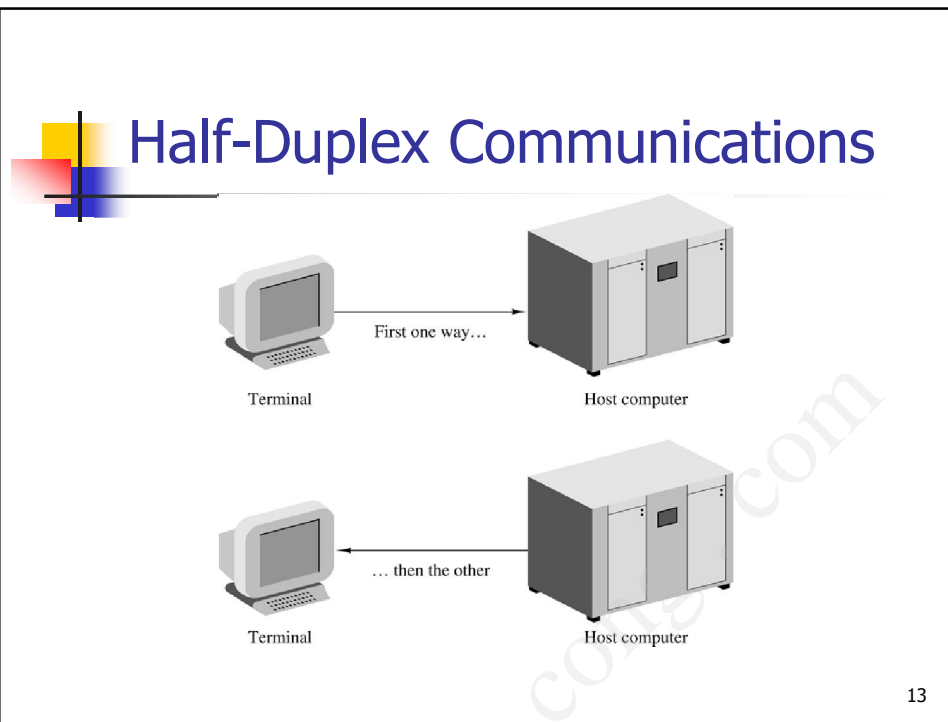 Half-Duplex Communications
First one way…
Terminal
Host computer
… then the other
Terminal
Host computer
13